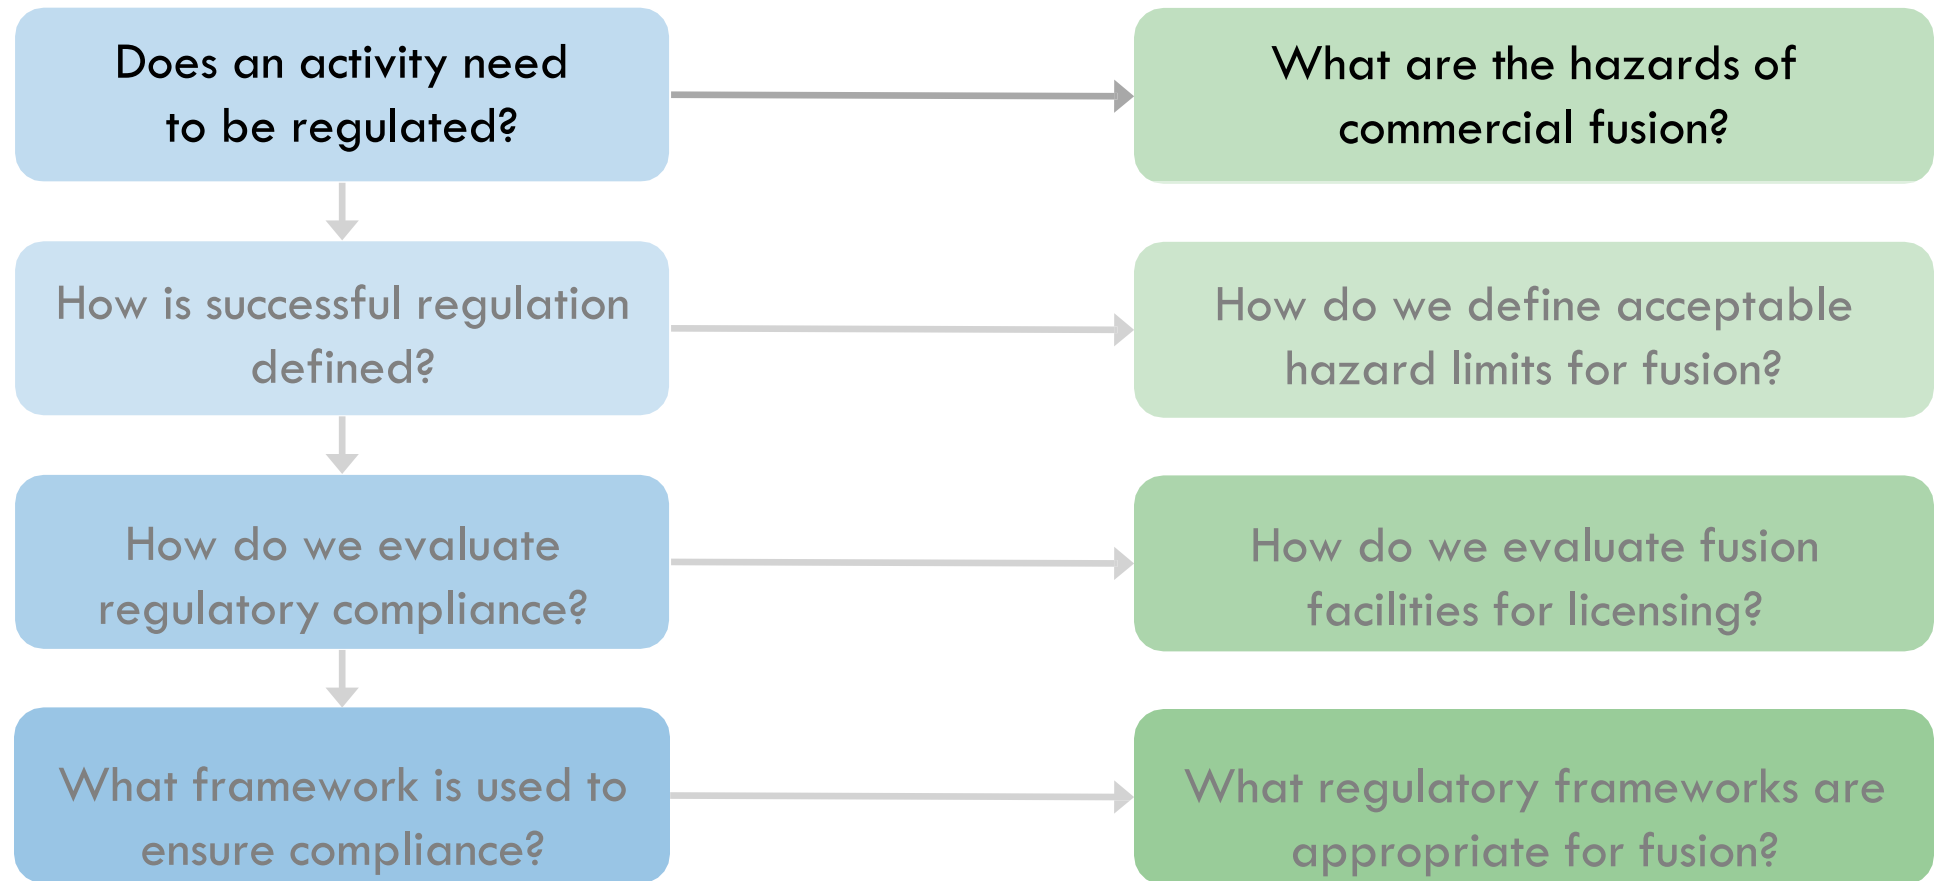 Does an activity need
to be regulated?
What are the hazards of
commercial fusion?
How is successful regulation
defined?
How do we define acceptable
hazard limits for fusion?
How do we evaluate
regulatory compliance?
How do we evaluate fusion
facilities for licensing?
What framework is used to
ensure compliance?
What regulatory frameworks are
appropriate for fusion?